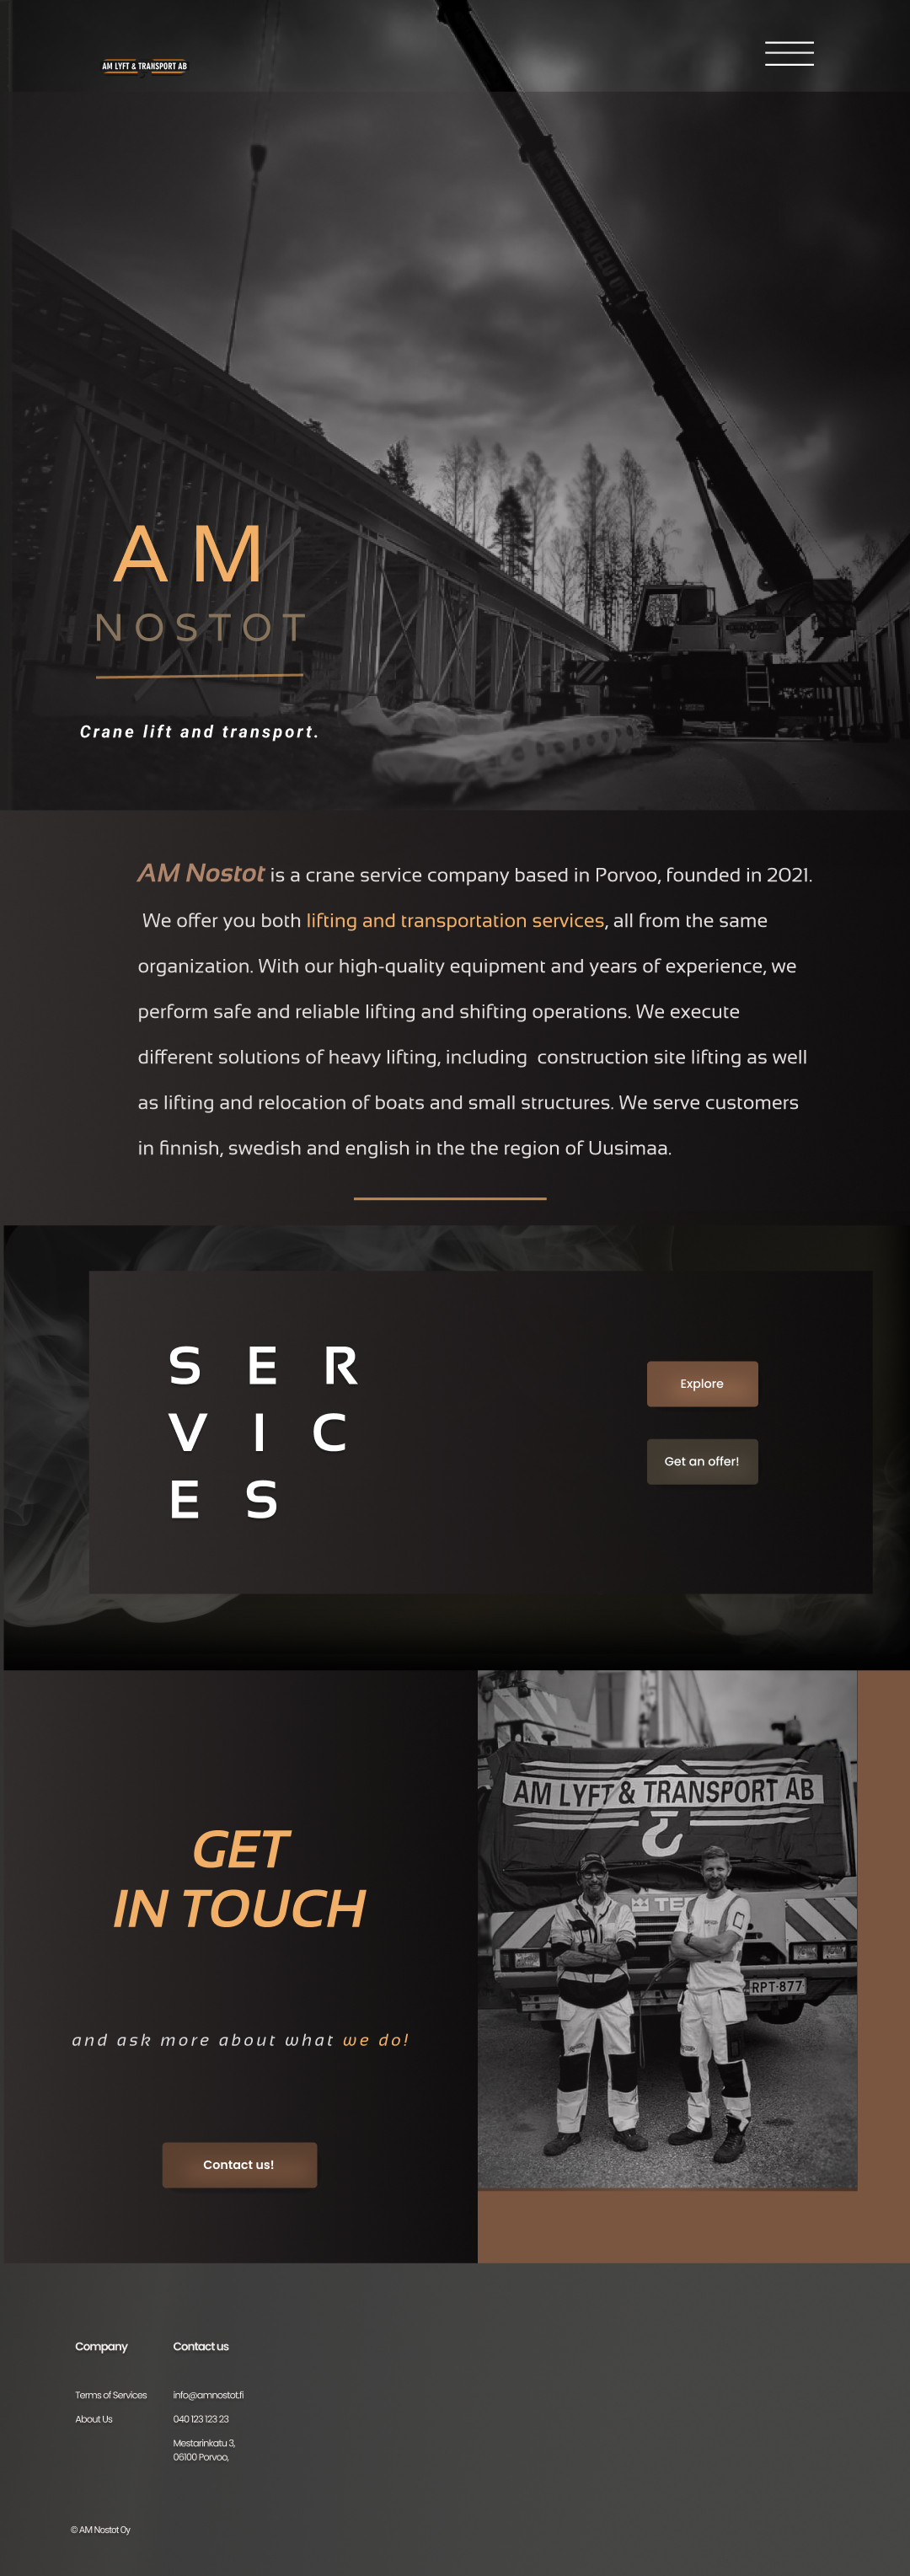 AM LYFT & TRANSPORT AB
AM
NOSTOT
Crane lift and transport.
AM Nostot is a crane service company based in Porvoo, founded in 2021.
We offer you both lifting and transportation services, all from the same
organization. With our high-quality equipment and years of experience, we
perform safe and reliable lifting and shifting operations. We execute
different solutions of heavy lifting, including construction site lifting as well
as lifting and relocation of boats and small structures. We serve customers
in finnish, swedish and english in the the region of Uusimaa.
S E R
V I C
E S
Explore
Get an offer!
AM LYFT & TRANSPORT AB
RPT-877
GET
IN TOUCH
and ask more about what we do!
Contact us!
Company
Terms of Services
About Us
Contact us
info@amnostot.fi
040 123 123 23
Mestarinkatu 3,
06100 Porvoo,
© AM Nostot Oy